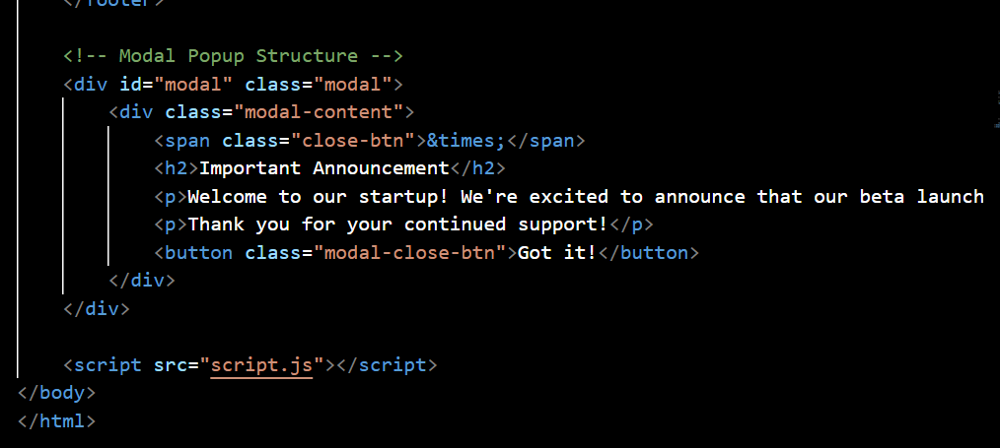 </footer>
<!-- Modal Popup Structure -->
<div id="modal" class="modal">
<div class="modal-content">
<span class="close-btn">&times;</span>
<h2>Important Announcement</h2>
<p>Welcome to our startup! We're excited to announce that our beta launch
<p>Thank you for your continued support!</p>
<button class="modal-close-btn">Got it!</button>
</div>
</div>
<script src="script.js"></script>
</body>
</html>